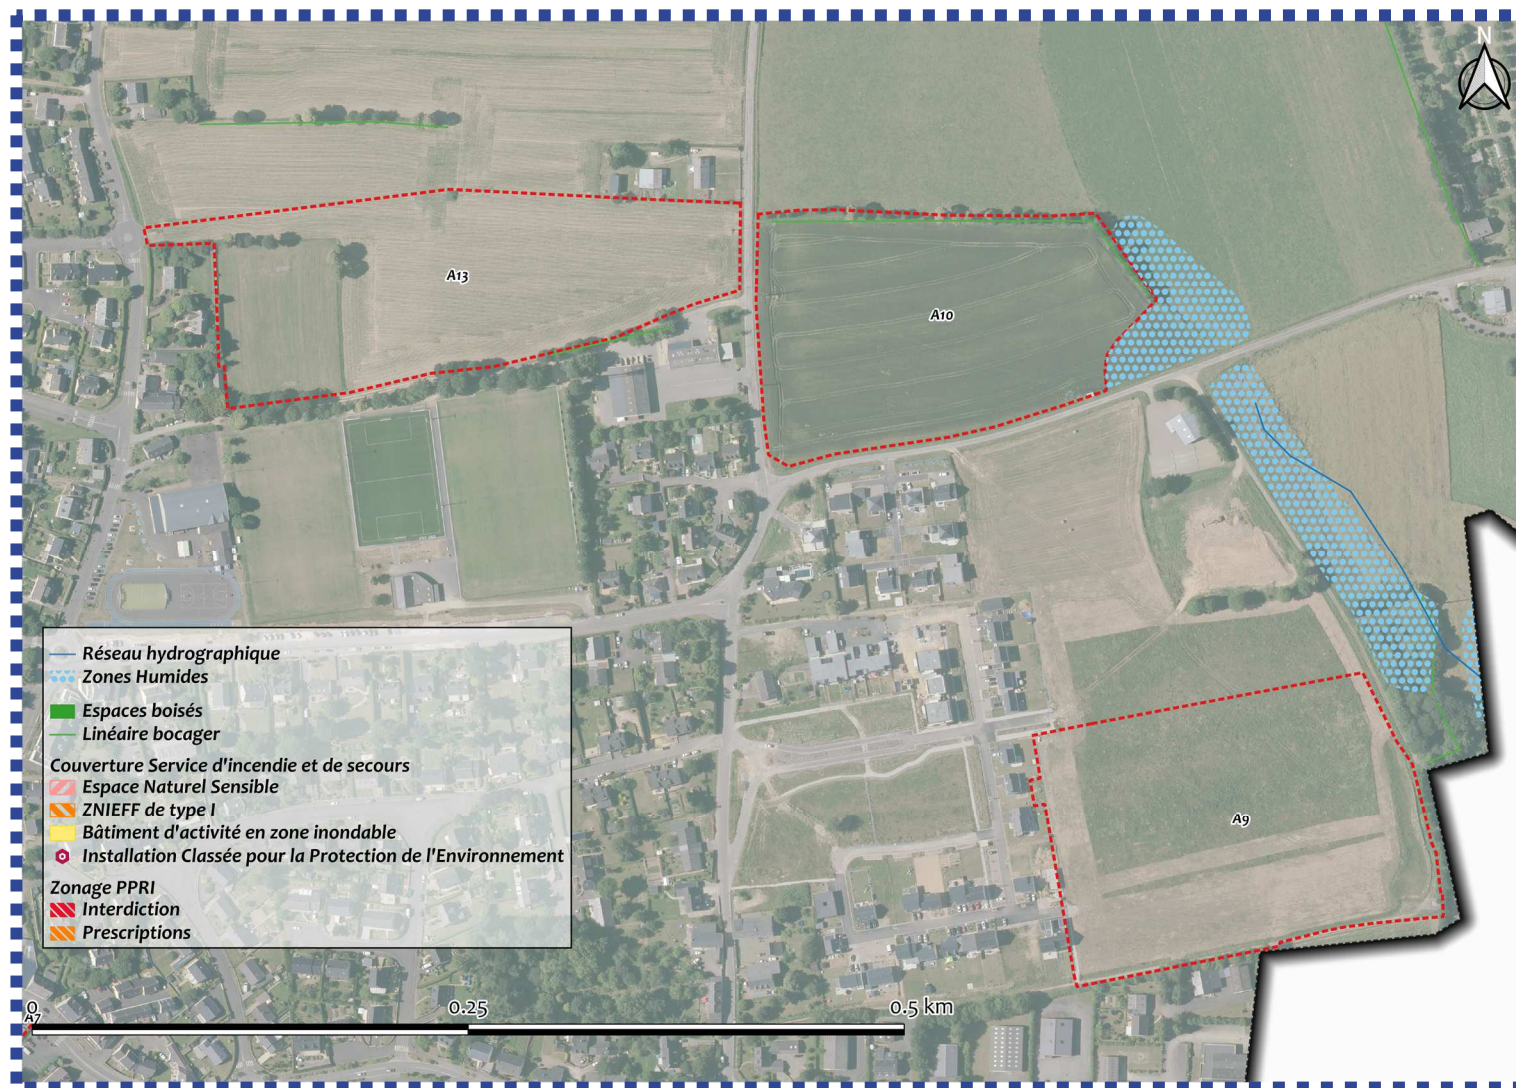 N
A13
A10
A9
Réseau hydrographique
Zones Humides
Espaces boisés
Linéaire bocager
Couverture Service d'incendie et de secours
Espace Naturel Sensible
ZNIEFF de type I
Bâtiment d'activité en zone inondable
Installation Classée pour la Protection de l'Environnement
Zonage PPRI
Interdiction
Prescriptions
0 0.25 0.5 km
A7